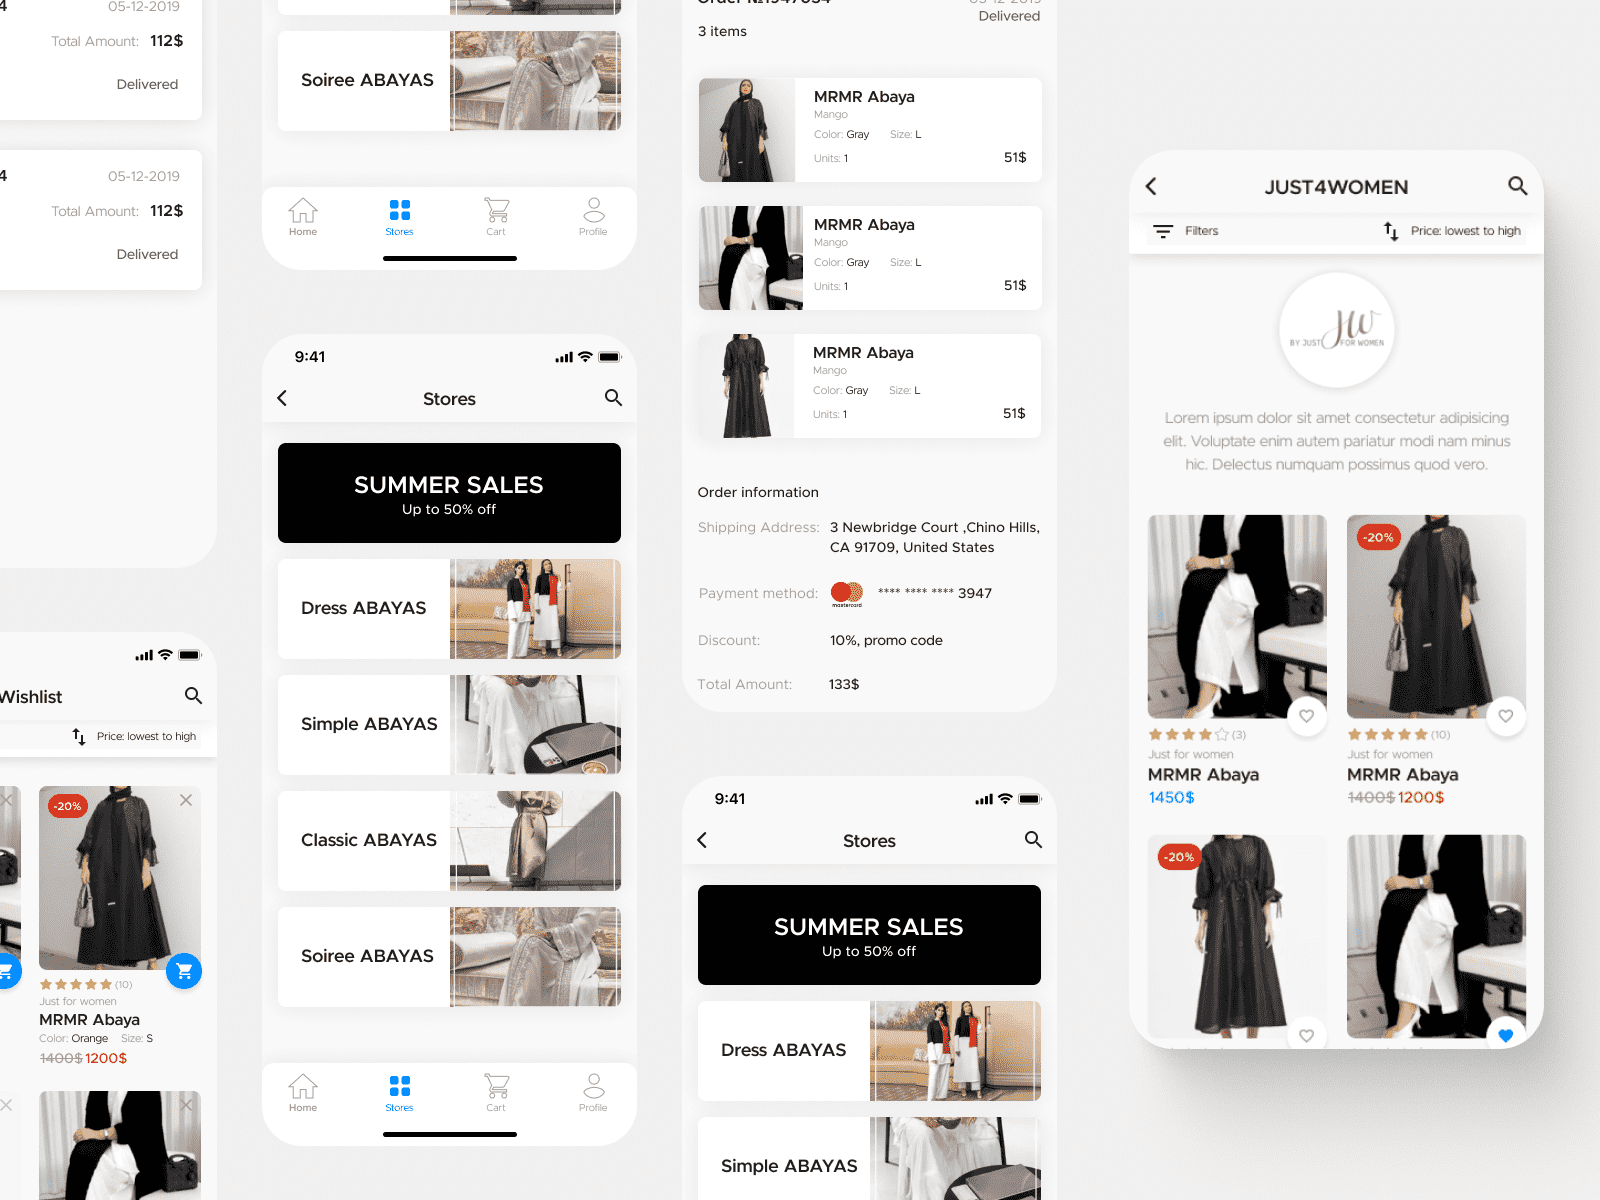 4
05-12-2019
Total Amount: 112$
Delivered
4
05-12-2019
Total Amount: 112$
Delivered
Wishlist
Price: lowest to high
-20%
(10)
Just for women
MRMR Abaya
Color: Orange Size: S
1400$ 1200$
Soiree ABAYAS
Home
Stores
Cart
Profile
9:41
Stores
SUMMER SALES
Up to 50% off
Dress ABAYAS
Simple ABAYAS
Classic ABAYAS
Soiree ABAYAS
Home
Stores
Cart
Profile
Order №1947034
05-12-2019
Delivered
3 items
MRMR Abaya
Mango
Color: Gray Size: L
Units: 1
51$
MRMR Abaya
Mango
Color: Gray Size: L
Units: 1
51$
MRMR Abaya
Mango
Color: Gray Size: L
Units: 1
51$
Order information
Shipping Address: 3 Newbridge Court ,Chino Hills,
CA 91709, United States
Payment method: mastercard **** **** **** 3947
Discount: 10%, promo code
Total Amount: 133$
9:41
Stores
SUMMER SALES
Up to 50% off
Dress ABAYAS
Simple ABAYAS
JUST4WOMEN
Filters
Price: lowest to high
JW
BY JUST FOR WOMEN
Lorem ipsum dolor sit amet consectetur adipisicing
elit. Voluptate enim autem pariatur modi nam minus
hic. Delectus numquam possimus quod vero.
(3)
Just for women
MRMR Abaya
1450$
-20%
(10)
Just for women
MRMR Abaya
1400$ 1200$
-20%